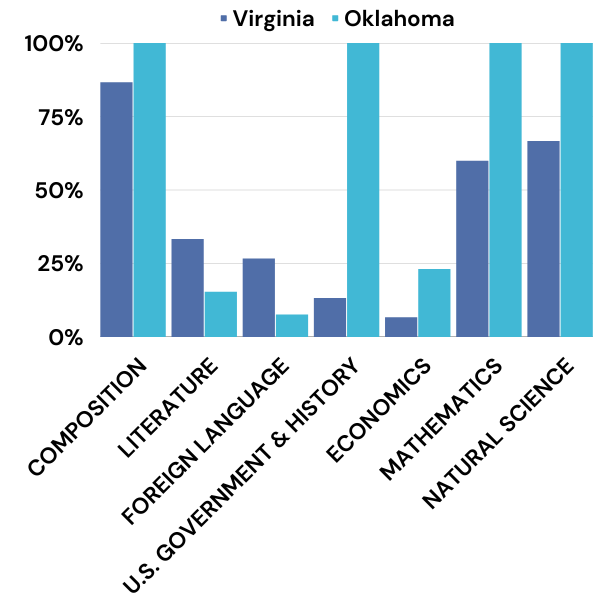 Virginia Oklahoma
100%
75%
50%
25%
0%
COMPOSITION
LITERATURE
FOREIGN LANGUAGE
U.S. GOVERNMENT & HISTORY
ECONOMICS
MATHEMATICS
NATURAL SCIENCE